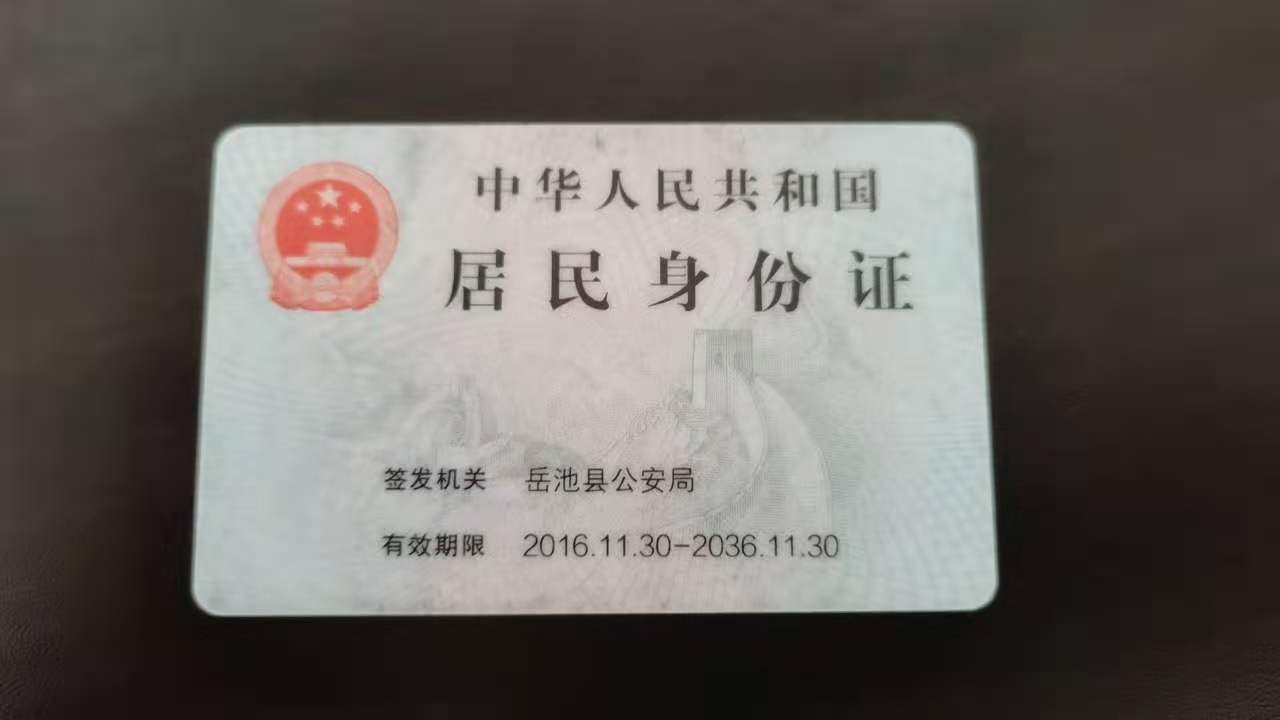 中华人民共和国
居民身份证
签发机关 岳池县公安局
有效期限 2016.11.30-2036.11.30